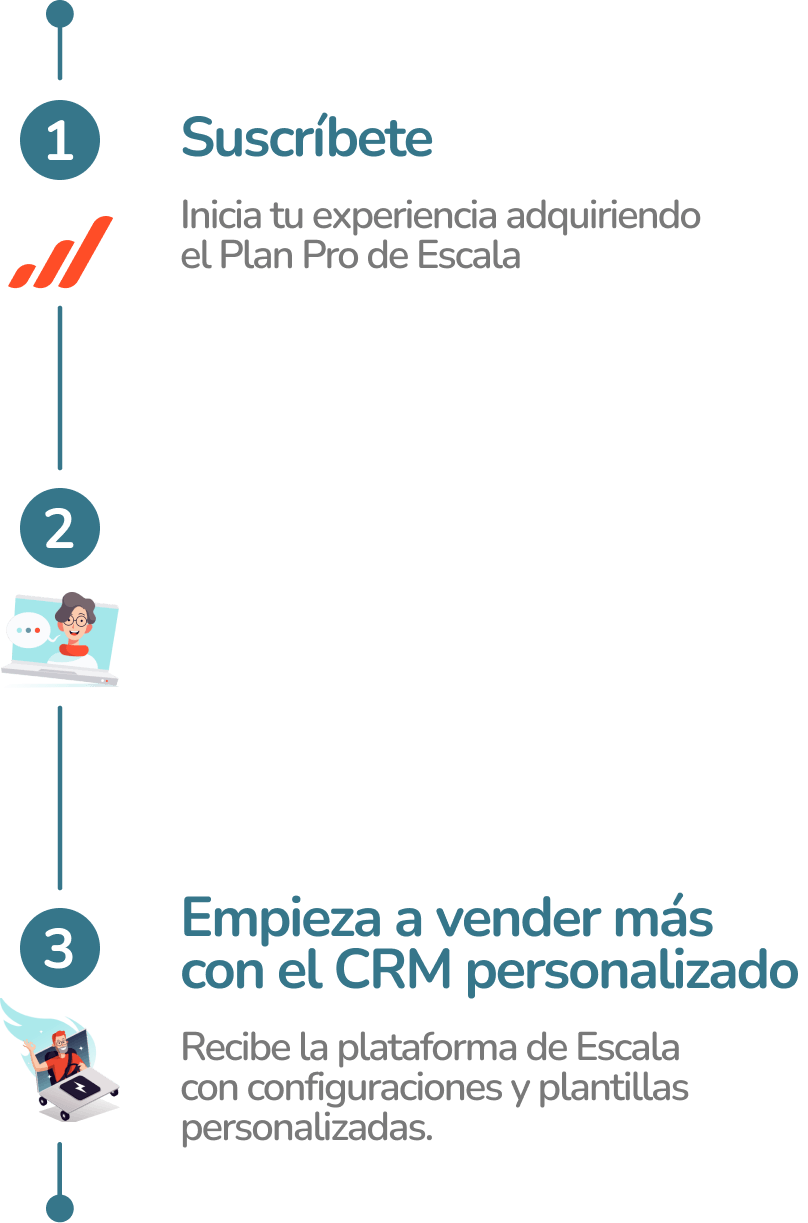 1
Suscríbete
Inicia tu experiencia adquiriendo
el Plan Pro de Escala
2
3
Empieza a vender más
con el CRM personalizado
Recibe la plataforma de Escala
con configuraciones y plantillas
personalizadas.